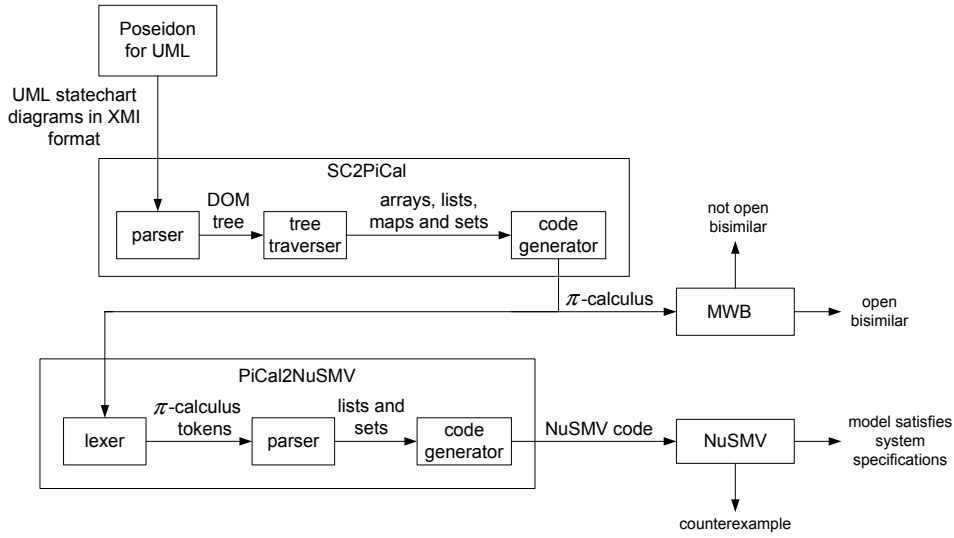 Poseidon
for UML
UML statechart
diagrams in XMI
format
SC2PiCal
parser
DOM
tree
tree
traverser
arrays, lists,
maps and sets
code
generator
not open
bisimilar
π-calculus
MWB
open
bisimilar
PiCal2NuSMV
lexer
π-calculus
tokens
parser
lists and
sets
code
generator
NuSMV code
NuSMV
model satisfies
system
specifications
counterexample